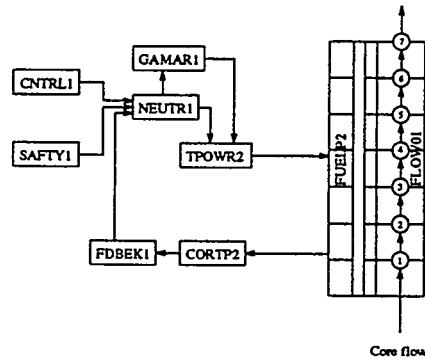 GAMAR1
CNTRL1
NEUTR1
SAFTY1
TPOWR2
FDBEK1
CORTP2
FUELP2
FLOW01
7
6
5
4
3
2
1
Core flow